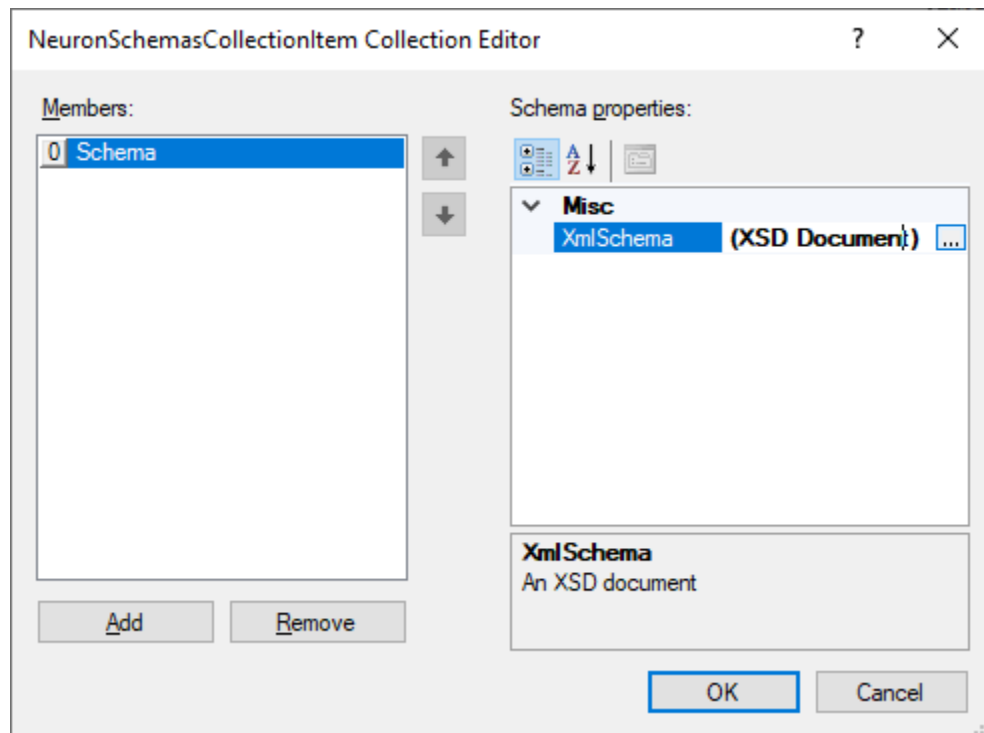 NeuronSchemasCollectionItem Collection Editor ?
Members:
0 Schema
Add Remove
Schema properties:
A
Z
Misc
XmlSchema (XSD Document) ...
XmlSchema
An XSD document
OK Cancel